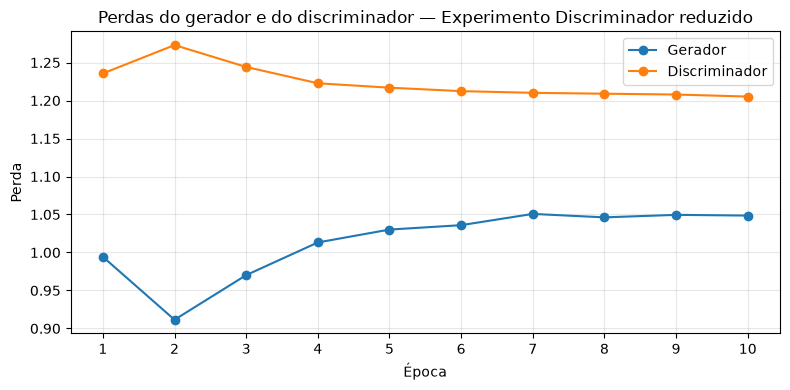 Perdas do gerador e do discriminador — Experimento Discriminador reduzido
Gerador
Discriminador
Perda
1.25
1.20
1.15
1.10
1.05
1.00
0.95
0.90
1 2 3 4 5 6 7 8 9 10
Época